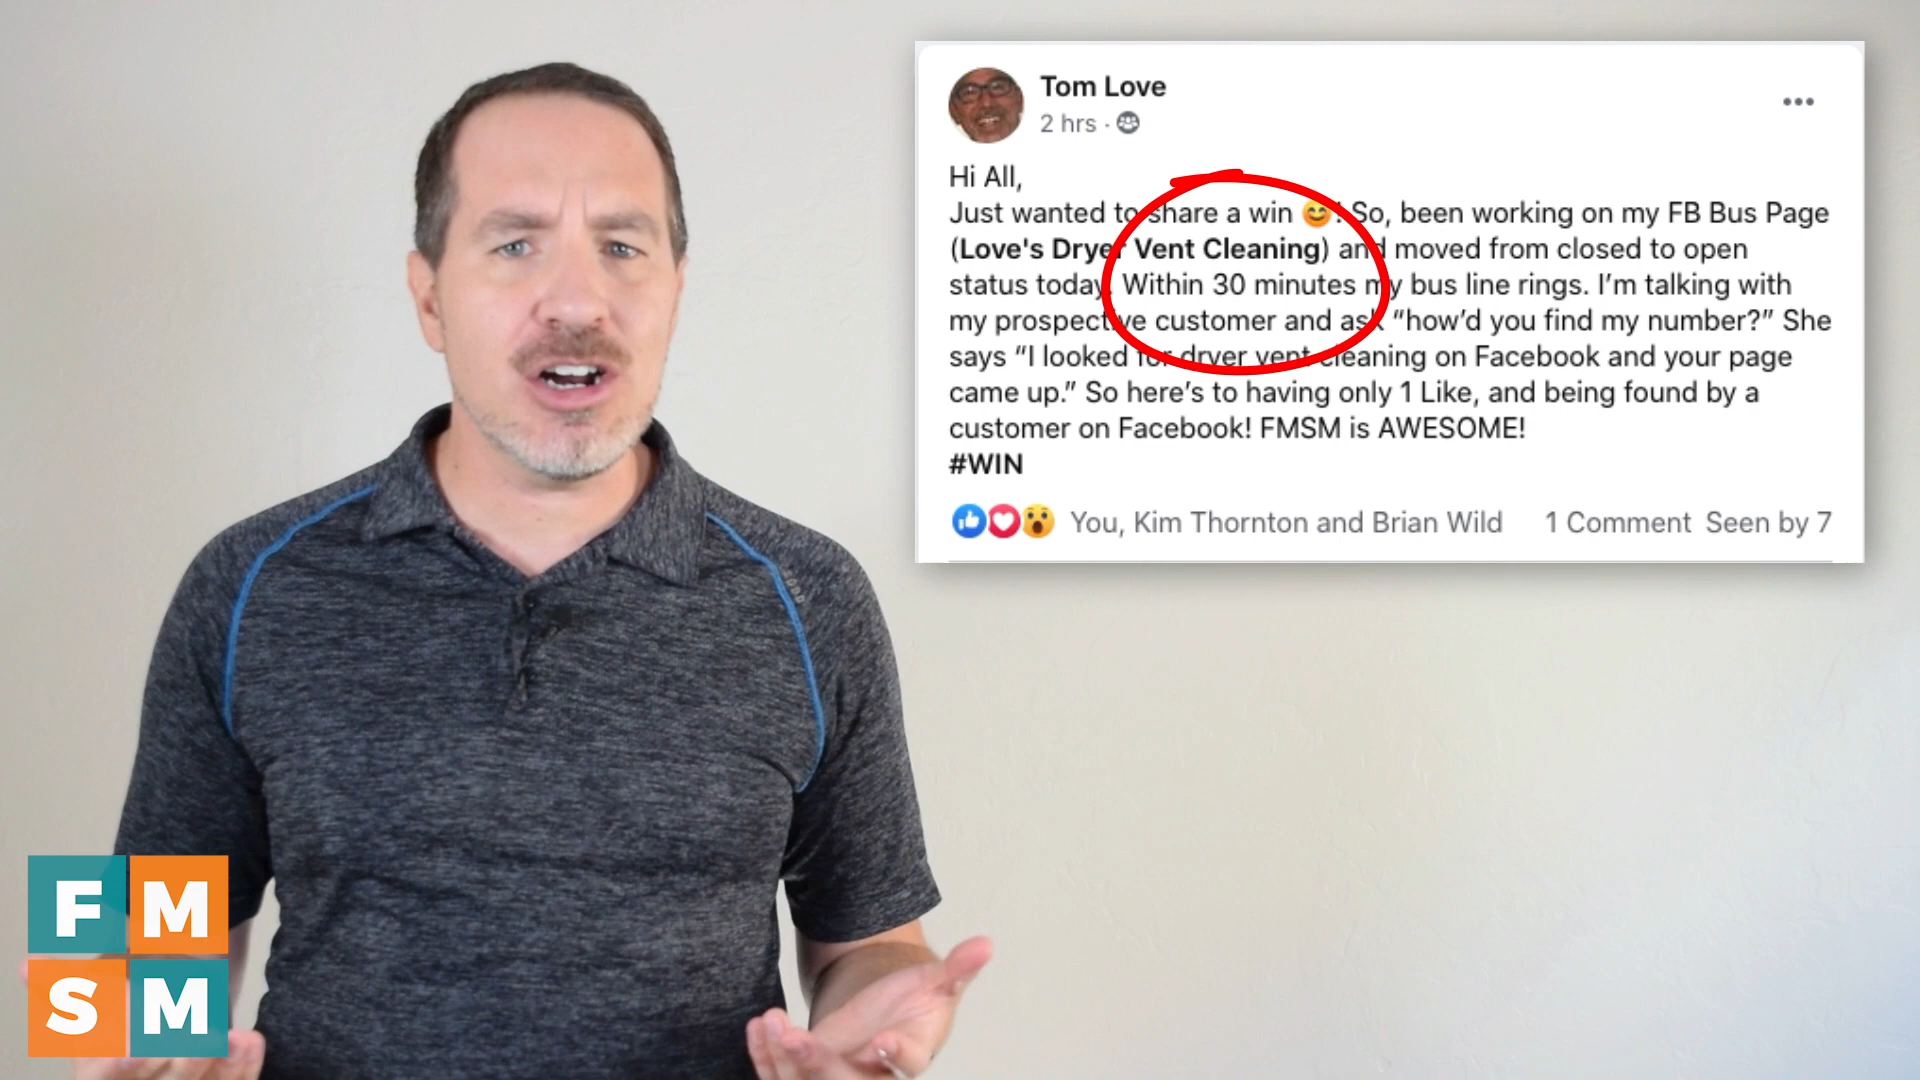 Tom Love
2 hrs ·
Hi All,
Just wanted to share a win 😊! So, been working on my FB Bus Page
(Love's Dryer Vent Cleaning) and moved from closed to open
status today. Within 30 minutes my bus line rings. I’m talking with
my prospective customer and ask “how’d you find my number?” She
says “I looked for dryer vent cleaning on Facebook and your page
came up.” So here’s to having only 1 Like, and being found by a
customer on Facebook! FMSM is AWESOME!
#WIN
You, Kim Thornton and Brian Wild 1 Comment Seen by 7
F M
S M